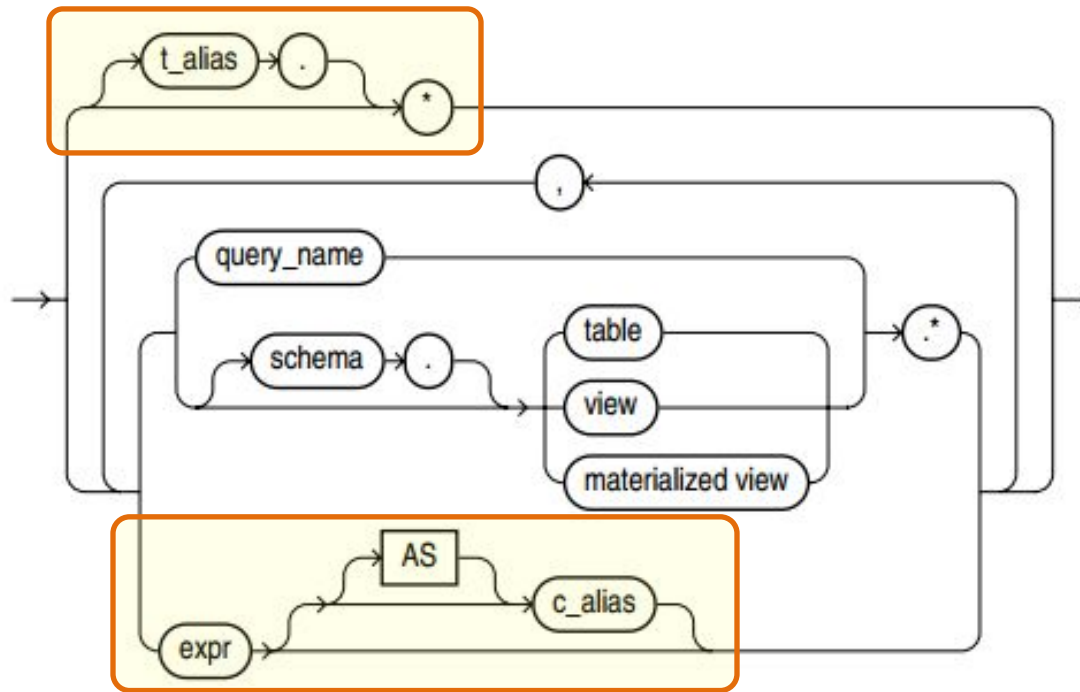 t_alias .
*
,
query_name
table
.*
schema .
view
materialized view
AS
c_alias
expr